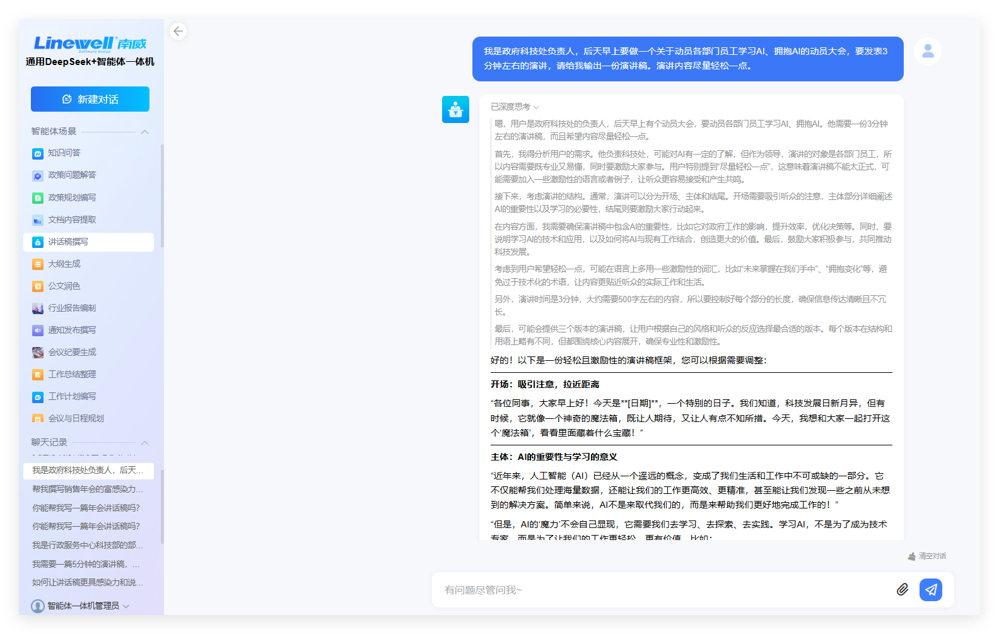 Linewell 南威
Software Group
通用DeepSeek+智能体一体机
新建对话
智能体场景
知识问答
政策问题解答
政策规划编写
文档内容提取
讲话稿撰写
大纲生成
公文润色
行业报告编制
通知发布撰写
会议纪要生成
工作总结整理
工作计划编写
会议与日程规划
聊天记录
我是政府科技处负责人，后天...
帮我撰写销售年会的富感染力...
你能帮我写一篇年会讲话稿吗?
你能帮我写一篇年会讲话稿吗?
我是行政服务中心科技部的部...
我需要一篇5分钟的演讲稿，...
如何让讲话稿更具感染力和说...
智能体一体机管理员
我是政府科技处负责人，后天早上要做一个关于动员各部门员工学习AI、拥抱AI的动员大会，要发表3
分钟左右的演讲，请给我输出一份演讲稿。演讲内容尽量轻松一点。
已深度思考
嗯，用户是政府科技处的负责人，后天早上有个动员大会，要动员各部门员工学习AI、拥抱AI。他需要一份3分钟
左右的演讲稿，而且希望内容尽量轻松一点。
首先，我得分析用户的需求。他负责科技处，可能对AI有一定的了解，但作为领导，演讲的对象是各部门员工，所
以内容需要既专业又易懂，同时要激励大家参与。用户特别提到“尽量轻松一点”，这意味着演讲稿不能太正式，可
能需要加入一些激励性的语言或者例子，让听众更容易接受和产生共鸣。
接下来，考虑演讲的结构。通常，演讲可以分为开场、主体和结尾。开场需要吸引听众的注意，主体部分详细阐述
AI的重要性以及学习的必要性，结尾则要激励大家行动起来。
在内容方面，我需要确保演讲稿中包含AI的重要性，比如它对政府工作的影响，提升效率，优化决策等。同时，要
说明学习AI的技术和应用，以及如何将AI与现有工作结合，创造更大的价值。最后，鼓励大家积极参与，共同推动
科技发展。
考虑到用户希望轻松一点，可能在语言上多用一些激励性的词汇，比如“未来掌握在我们手中”、“拥抱变化”等，避
免过于技术化的术语，让内容更贴近听众的实际工作和生活。
另外，演讲时间是3分钟，大约需要500字左右的内容，所以要控制好每个部分的长度，确保信息传达清晰且不冗
长。
最后，可能会提供三个版本的演讲稿，让用户根据自己的风格和听众的反应选择最合适的版本。每个版本在结构和
用语上略有不同，但都围绕核心内容展开，确保专业性和激励性。
好的！以下是一份轻松且激励性的演讲稿框架，您可以根据需要调整：
开场：吸引注意，拉近距离
“各位同事，大家早上好！今天是**[日期]**，一个特别的日子。我们知道，科技发展日新月异，但有
时候，它就像一个神奇的魔法箱，既让人期待，又让人有点不知所措。今天，我想和大家一起打开这
个‘魔法箱’，看看里面藏着什么宝藏！”
主体：AI的重要性与学习的意义
“近年来，人工智能（AI）已经从一个遥远的概念，变成了我们生活和工作中不可或缺的一部分。它
不仅能帮我们处理海量数据，还能让我们的工作更高效、更精准，甚至能让我们发现一些之前从未想
到的解决方案。简单来说，AI不是来取代我们的，而是来帮助我们更好地完成工作的！”
“但是，AI的‘魔力’不会自己显现，它需要我们去学习、去探索、去实践。学习AI，不是为了成为技术
专家，而是为了让我们的工作更轻松、更有价值。比如：
清空对话
有问题尽管问我~